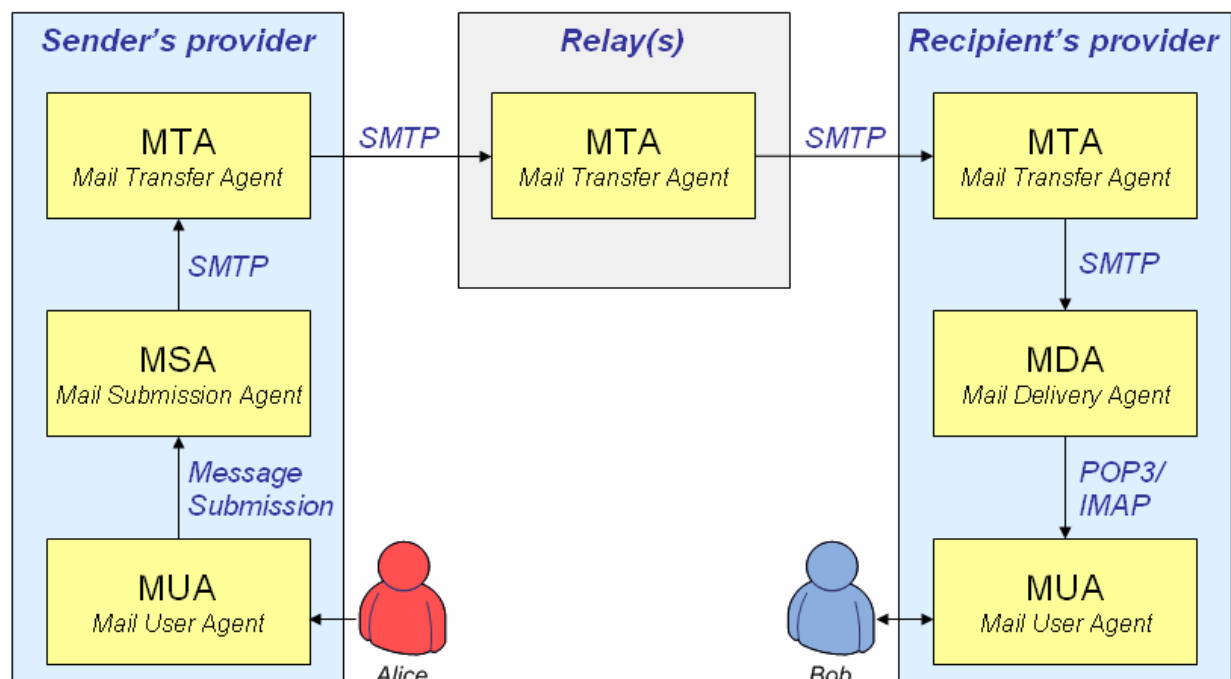 Sender's provider
Relay(s)
Recipient's provider
MTA
Mail Transfer Agent
SMTP
MTA
Mail Transfer Agent
SMTP
MTA
Mail Transfer Agent
SMTP
SMTP
MSA
Mail Submission Agent
MDA
Mail Delivery Agent
Message
Submission
POP3/
IMAP
MUA
Mail User Agent
MUA
Mail User Agent
Alice
Bob